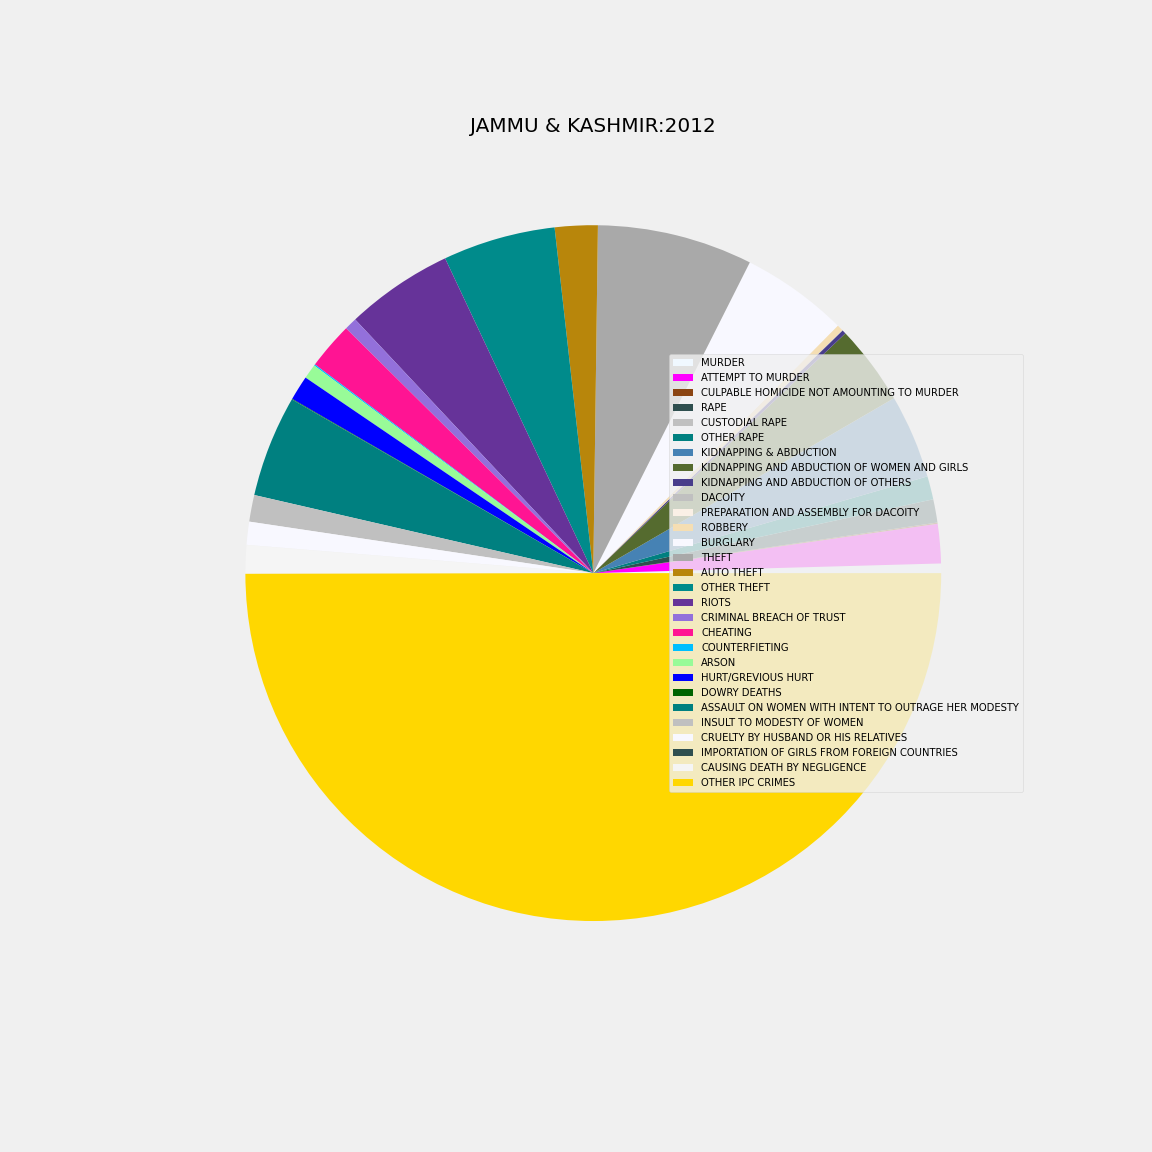 JAMMU & KASHMIR:2012
MURDER
ATTEMPT TO MURDER
CULPABLE HOMICIDE NOT AMOUNTING TO MURDER
RAPE
CUSTODIAL RAPE
OTHER RAPE
KIDNAPPING & ABDUCTION
KIDNAPPING AND ABDUCTION OF WOMEN AND GIRLS
KIDNAPPING AND ABDUCTION OF OTHERS
DACOITY
PREPARATION AND ASSEMBLY FOR DACOITY
ROBBERY
BURGLARY
THEFT
AUTO THEFT
OTHER THEFT
RIOTS
CRIMINAL BREACH OF TRUST
CHEATING
COUNTERFIETING
ARSON
HURT/GREVIOUS HURT
DOWRY DEATHS
ASSAULT ON WOMEN WITH INTENT TO OUTRAGE HER MODESTY
INSULT TO MODESTY OF WOMEN
CRUELTY BY HUSBAND OR HIS RELATIVES
IMPORTATION OF GIRLS FROM FOREIGN COUNTRIES
CAUSING DEATH BY NEGLIGENCE
OTHER IPC CRIMES